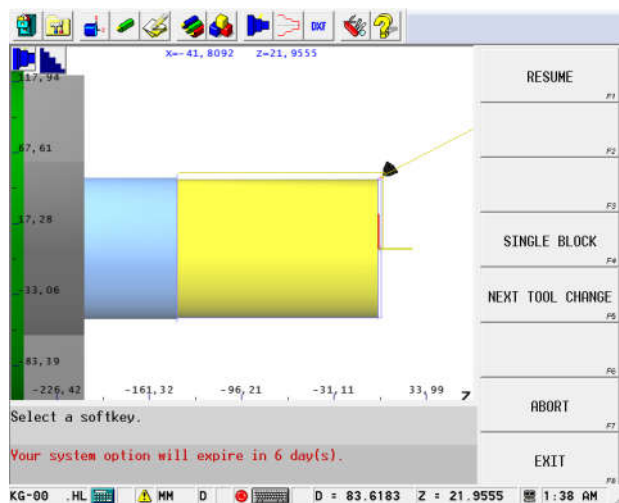 DXF
X=-41,8092 Z=21,9555
117,94
67,61
17,28
-33,06
-83,39
-226,42 -161,32 -96,21 -31,11 33,99 Z
RESUME
F1
F2
F3
SINGLE BLOCK
F4
NEXT TOOL CHANGE
F5
F6
ABORT
F7
EXIT
F8
Select a softkey.
Your system option will expire in 6 day(s).
KG-00 .HL MM D D = 83.6183 Z = 21.9555 1:38 AM